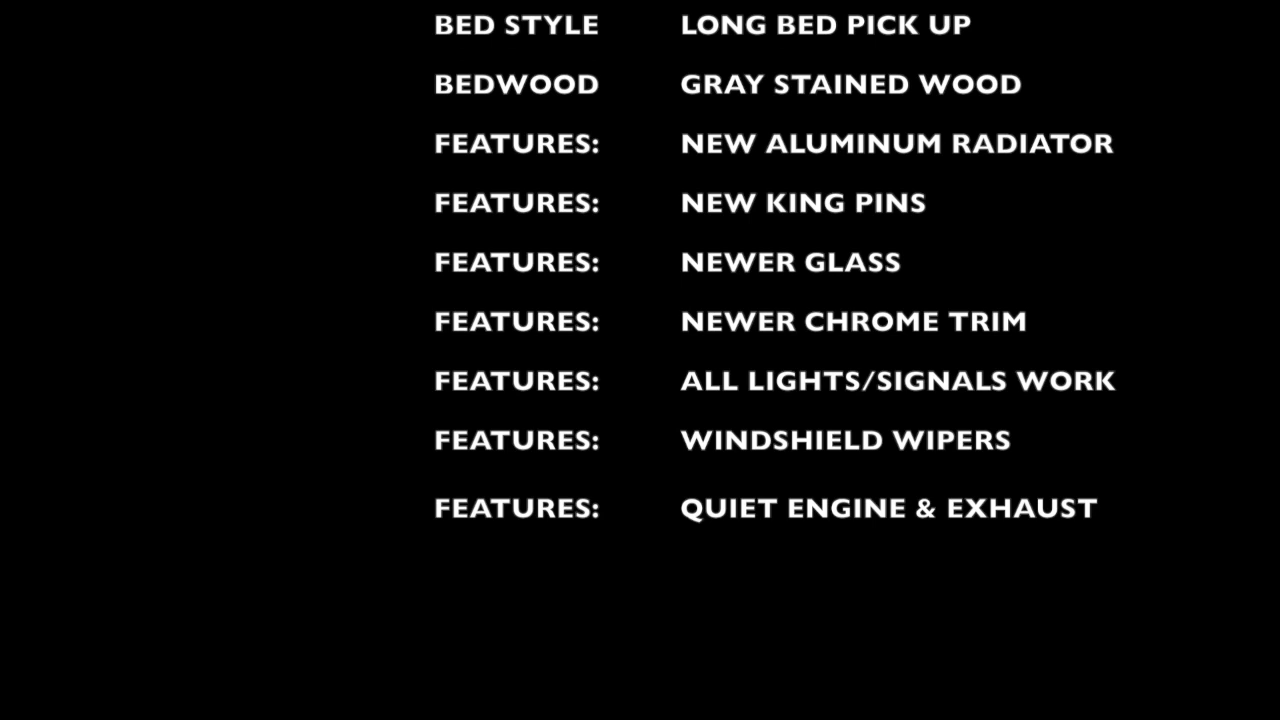 BED STYLE LONG BED PICK UP
BEDWOOD GRAY STAINED WOOD
FEATURES: NEW ALUMINUM RADIATOR
FEATURES: NEW KING PINS
FEATURES: NEWER GLASS
FEATURES: NEWER CHROME TRIM
FEATURES: ALL LIGHTS/SIGNALS WORK
FEATURES: WINDSHIELD WIPERS
FEATURES: QUIET ENGINE & EXHAUST